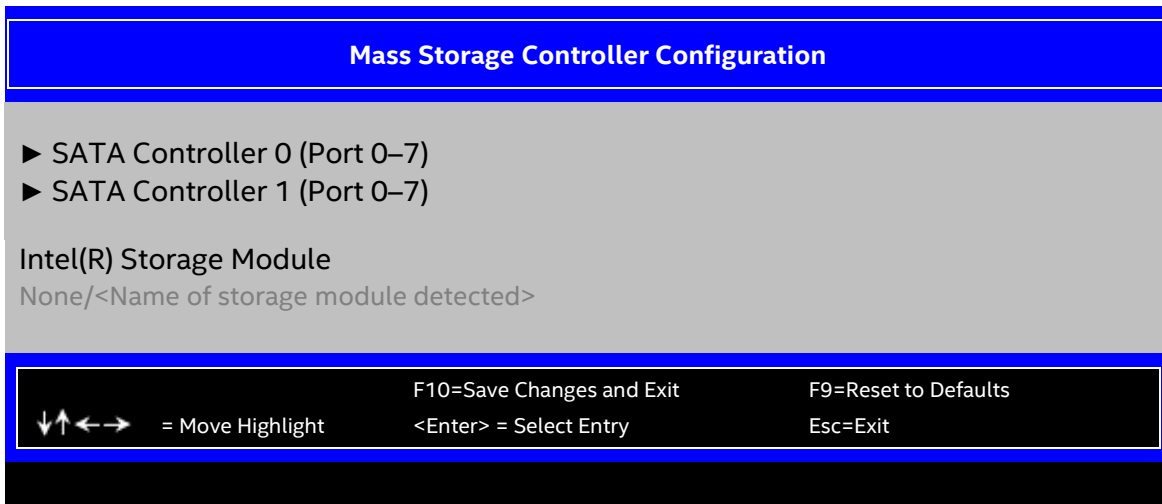 Mass Storage Controller Configuration
► SATA Controller 0 (Port 0–7)
► SATA Controller 1 (Port 0–7)
Intel(R) Storage Module
None/<Name of storage module detected>
F10=Save Changes and Exit F9=Reset to Defaults
↓↑←→ = Move Highlight <Enter> = Select Entry Esc=Exit